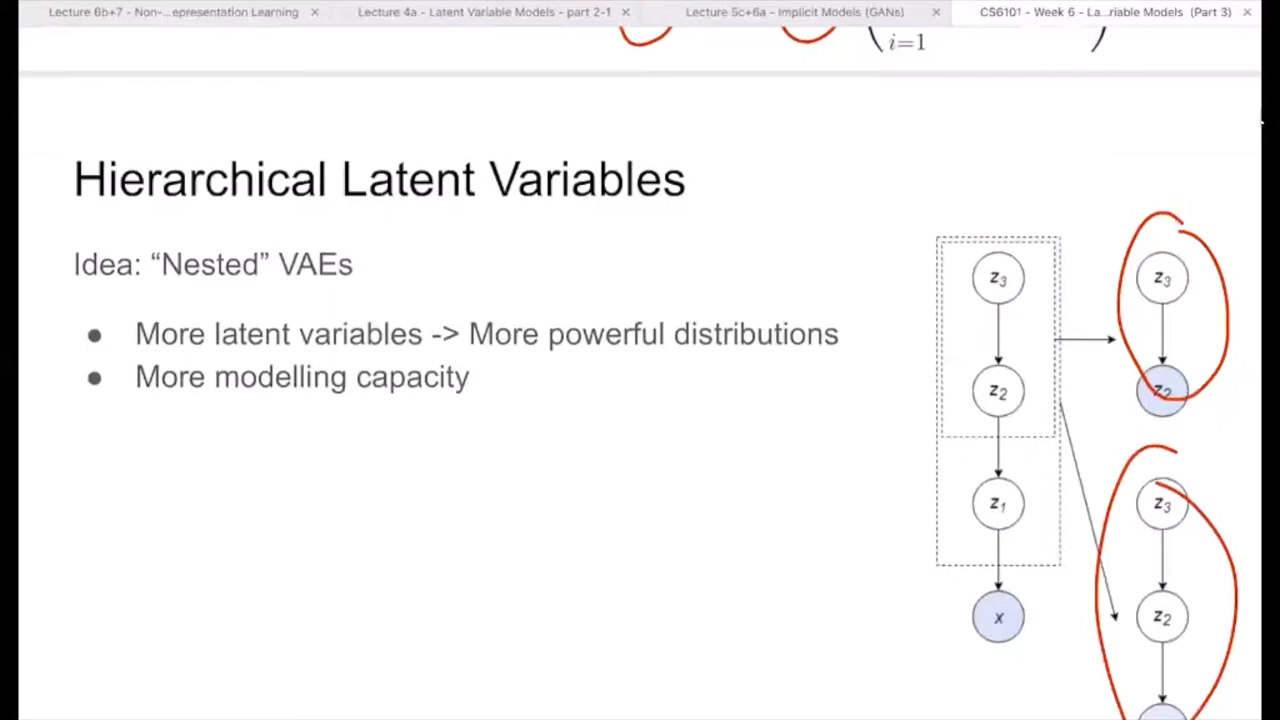 Lecture 6b+7 - Non-...epresentation Learning ×
Lecture 4a - Latent Variable Models - part 2-1 ×
Lecture 5c+6a - Implicit Models (GANs) ×
CS6101 - Week 6 - La...riable Models (Part 3) ×
( i=1 )
Hierarchical Latent Variables
Idea: “Nested” VAEs
● More latent variables -> More powerful distributions
● More modelling capacity
z3
z2
z1
x
z3
z2
z3
z2